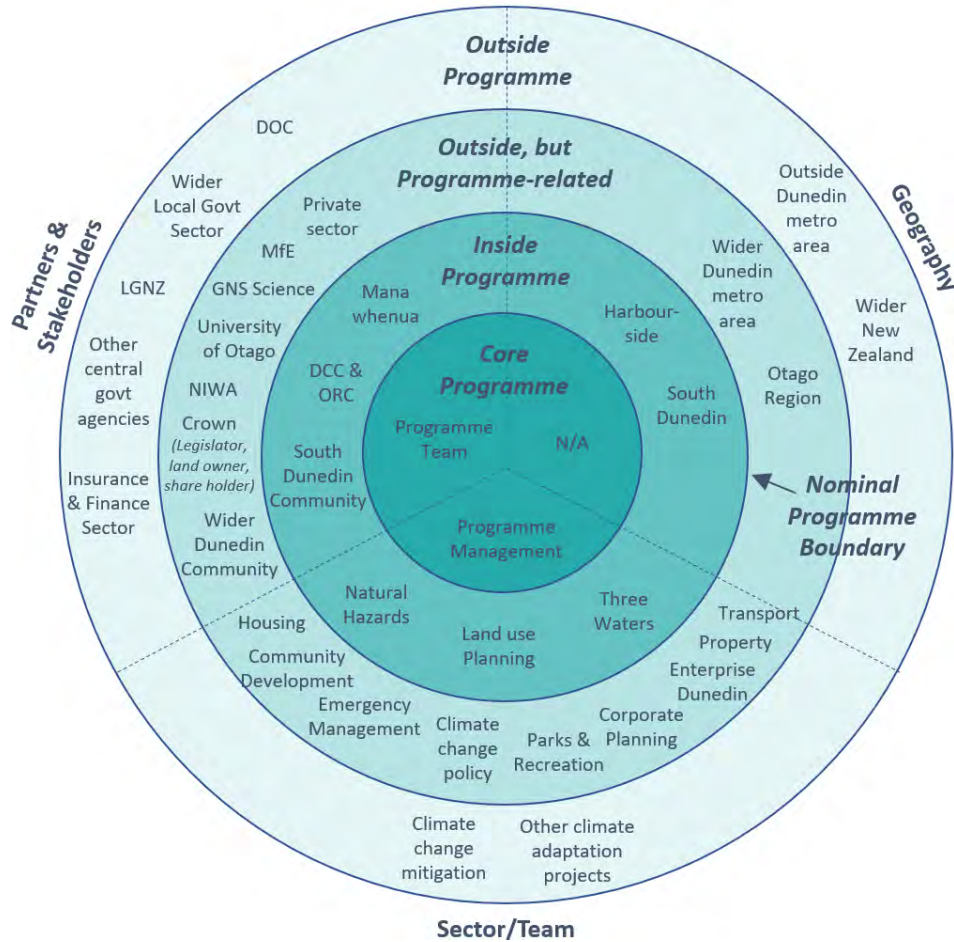 Outside
Programme
DOC
Outside, but
Programme-related
Wider
Local Govt
Sector
Private
sector
Outside
Dunedin
metro
area
Geography
Partners &
Stakeholders
MfE
Inside
Programme
Wider
Dunedin
metro
area
LGNZ
GNS Science
Mana
whenua
Harbour-
side
Wider
New
Zealand
University
of Otago
Other
central
govt
agencies
Core
Programme
DCC &
ORC
NIWA
South
Dunedin
Otago
Region
Crown
(Legislator,
land owner,
share holder)
Programme
Team
N/A
South
Dunedin
Community
Insurance
& Finance
Sector
Nominal
Programme
Boundary
Wider
Dunedin
Community
Programme
Management
Natural
Hazards
Three
Waters
Land use
Planning
Housing
Transport
Property
Community
Development
Enterprise
Dunedin
Emergency
Management
Corporate
Planning
Climate
change
policy
Parks &
Recreation
Climate
change
mitigation
Other climate
adaptation
projects
Sector/Team